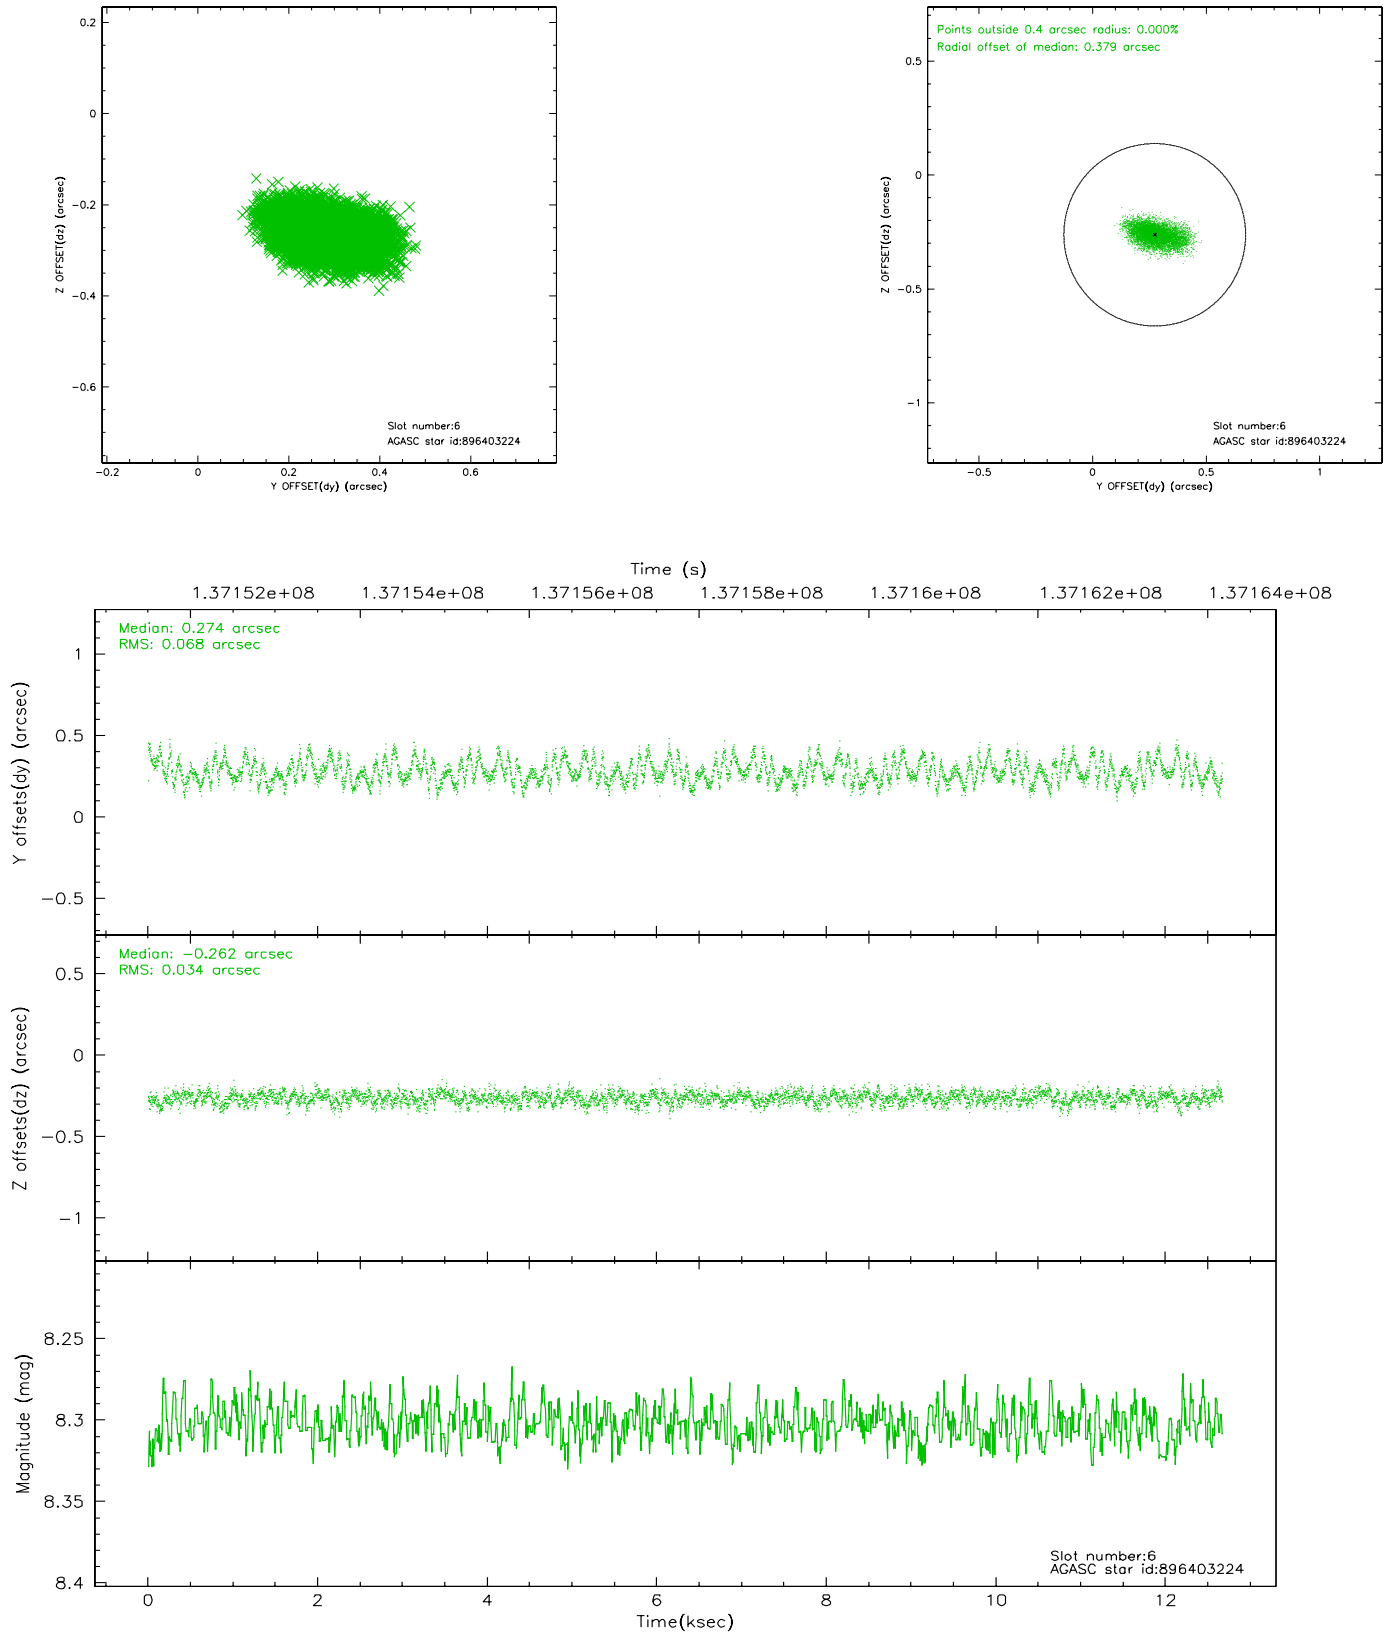 0.2
0
−0.2
−0.4
−0.6
Z OFFSET(dz) (arcsec)
Slot number:6
AGASC star id:896403224
−0.2 0 0.2 0.4 0.6
Y OFFSET(dy) (arcsec)
Points outside 0.4 arcsec radius: 0.000%
Radial offset of median: 0.379 arcsec
0.5
0
−0.5
−1
Z OFFSET(dz) (arcsec)
Slot number:6
AGASC star id:896403224
−0.5 0 0.5 1
Y OFFSET(dy) (arcsec)
Time (s)
1.37152e+08 1.37154e+08 1.37156e+08 1.37158e+08 1.3716e+08 1.37162e+08 1.37164e+08
Median: 0.274 arcsec
RMS: 0.068 arcsec
1
0.5
0
−0.5
Y offsets(dy) (arcsec)
Median: −0.262 arcsec
RMS: 0.034 arcsec
0.5
0
−0.5
−1
Z offsets(dz) (arcsec)
8.25
8.3
8.35
8.4
Magnitude (mag)
Slot number:6
AGASC star id:896403224
0 2 4 6 8 10 12
Time(ksec)